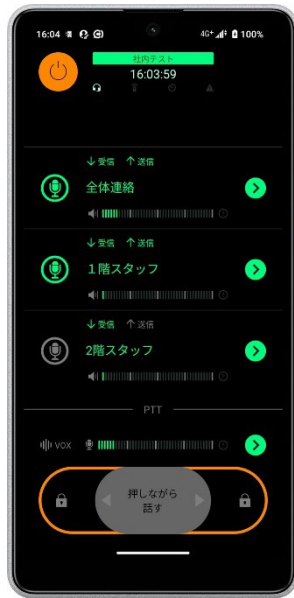 16:04 4G+ 100%
社内テスト
16:03:59
受信 送信
全体連絡
受信 送信
1階スタッフ
受信 送信
2階スタッフ
PTT
VOX
押しながら
話す